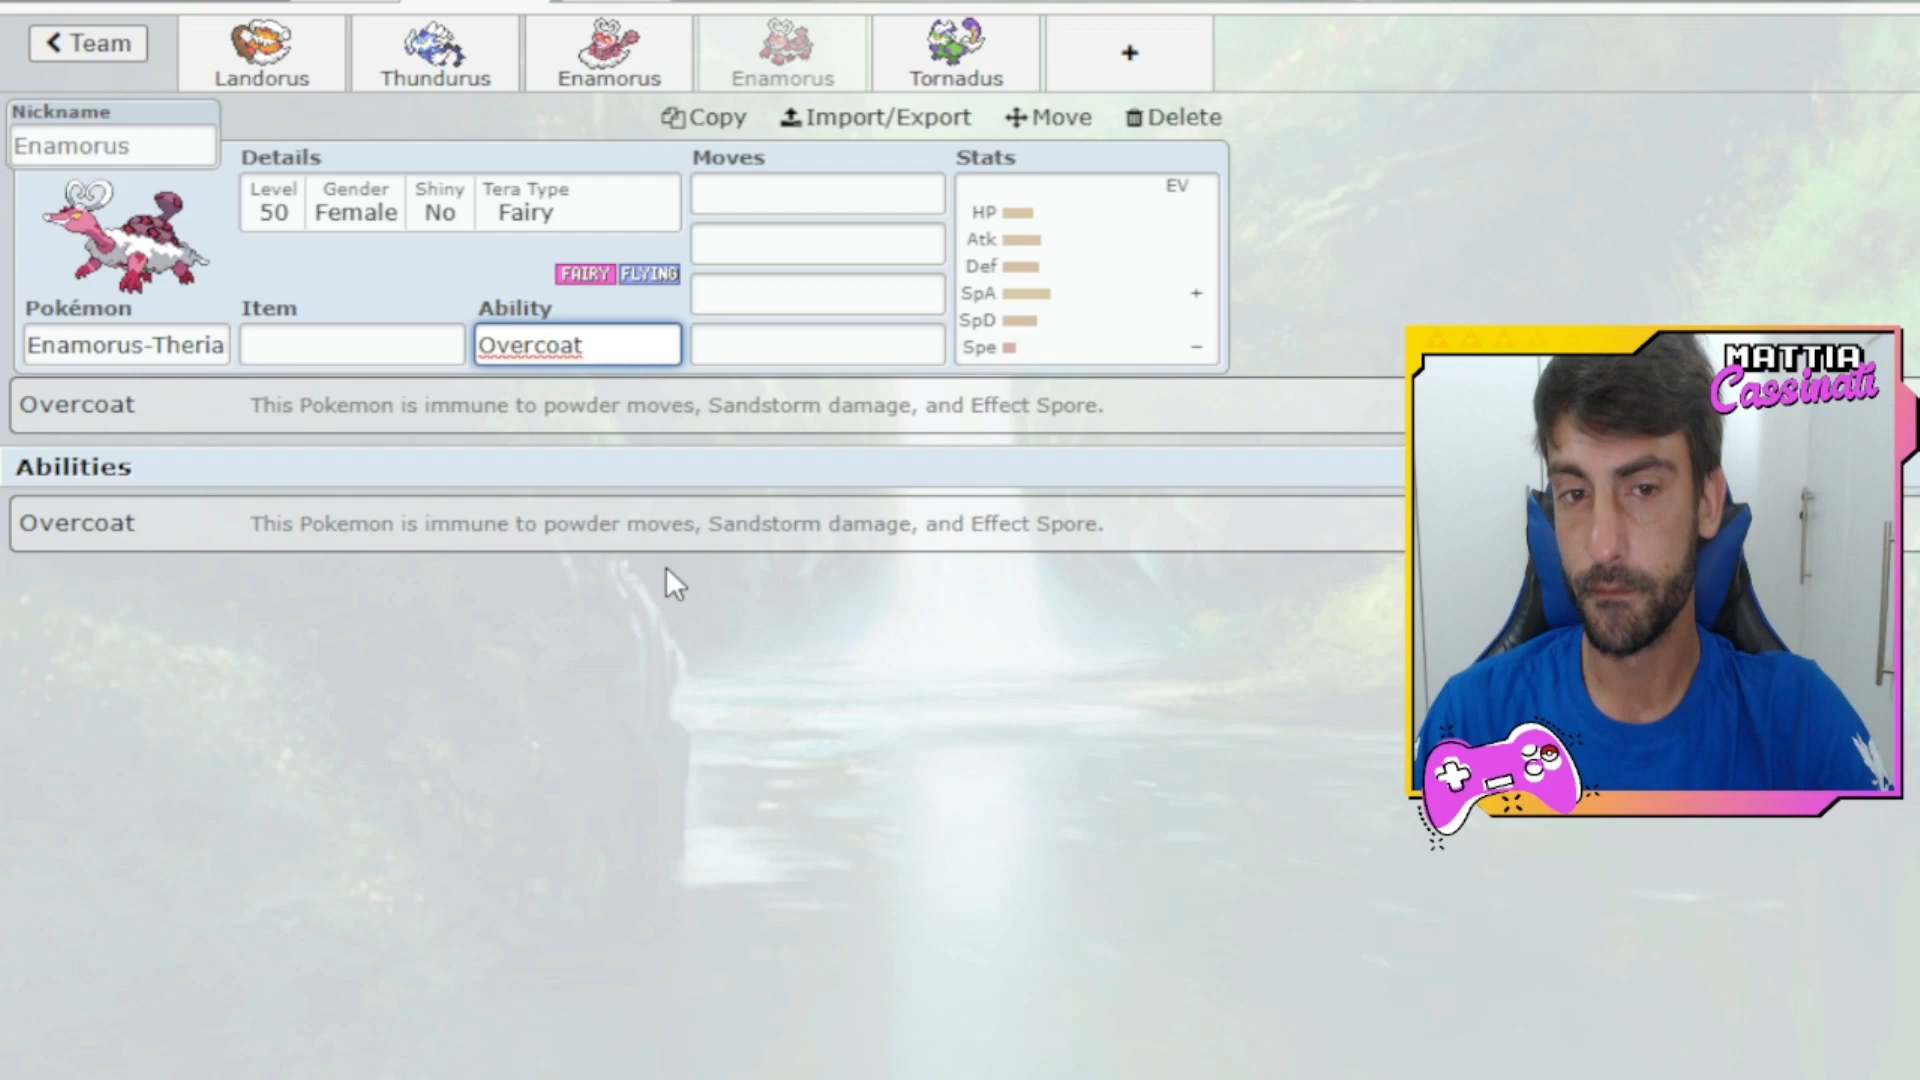 Team
Landorus
Thundurus
Enamorus
Enamorus
Tornadus
+
Nickname
Enamorus
Copy
Import/Export
Move
Delete
Details
Moves
Stats
Level
Gender
Shiny
Tera Type
50
Female
No
Fairy
EV
HP
Atk
Def
SpA
+
SpD
Spe
−
FAIRY FLYING
Pokémon
Item
Ability
Enamorus-Theria
Overcoat
Overcoat This Pokemon is immune to powder moves, Sandstorm damage, and Effect Spore.
Abilities
Overcoat This Pokemon is immune to powder moves, Sandstorm damage, and Effect Spore.
MATTIA
Cassinati